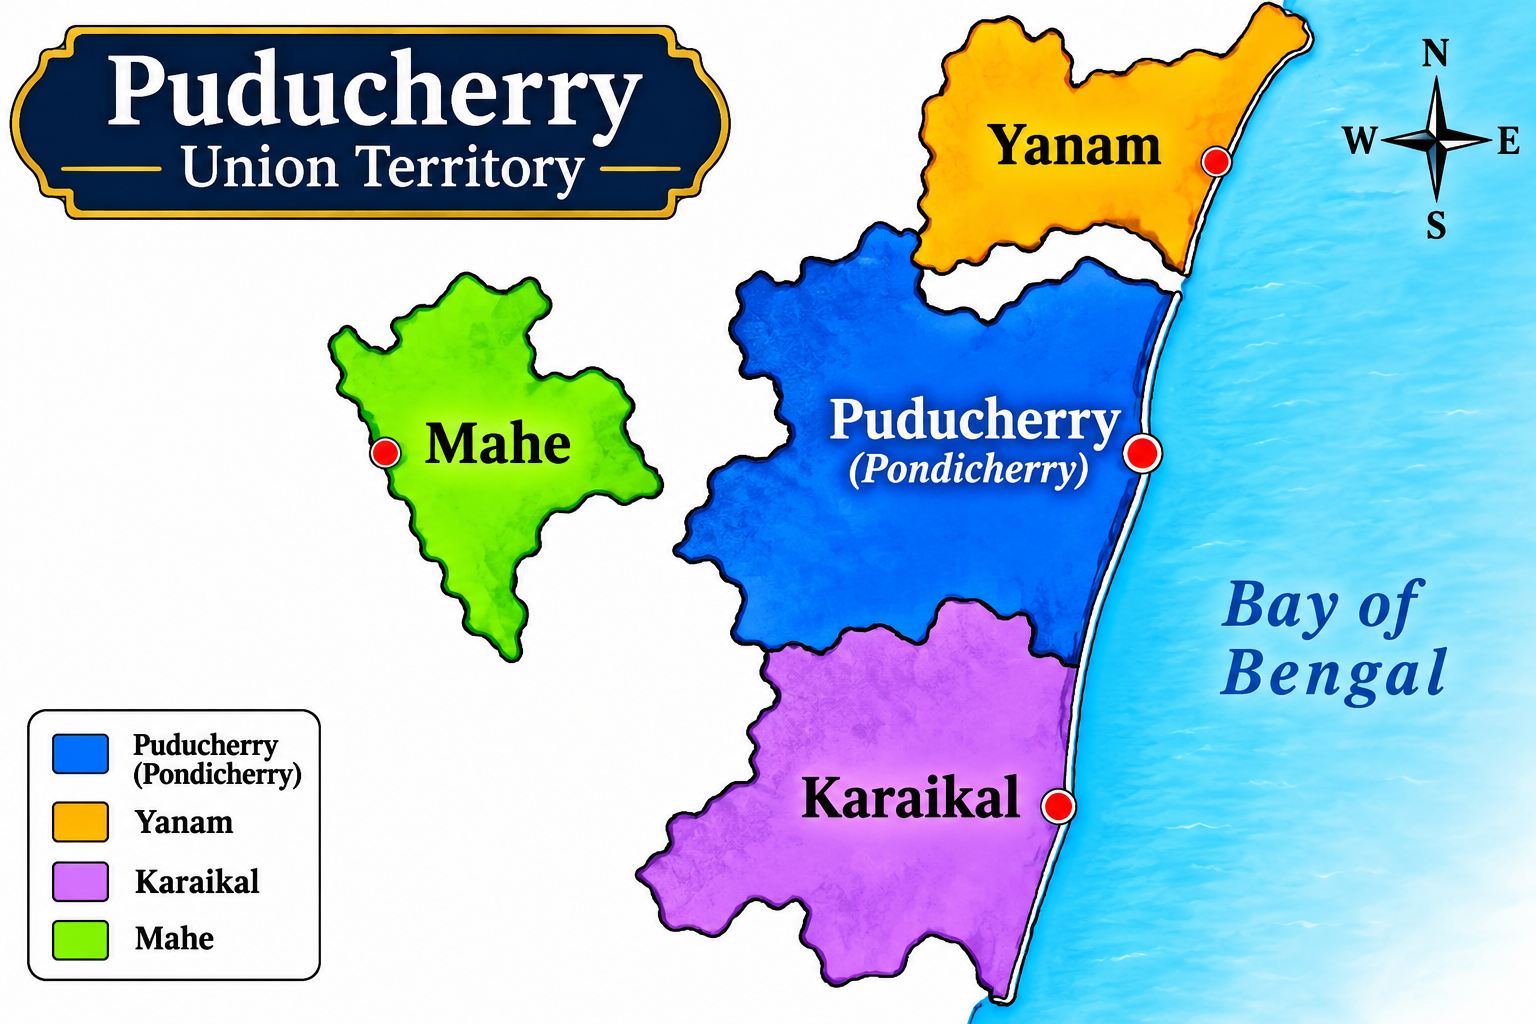 Puducherry
Union Territory
N
W
E
S
Yanam
Puducherry
(Pondicherry)
Mahe
Bay of
Bengal
Karaikal
Puducherry
(Pondicherry)
Yanam
Karaikal
Mahe